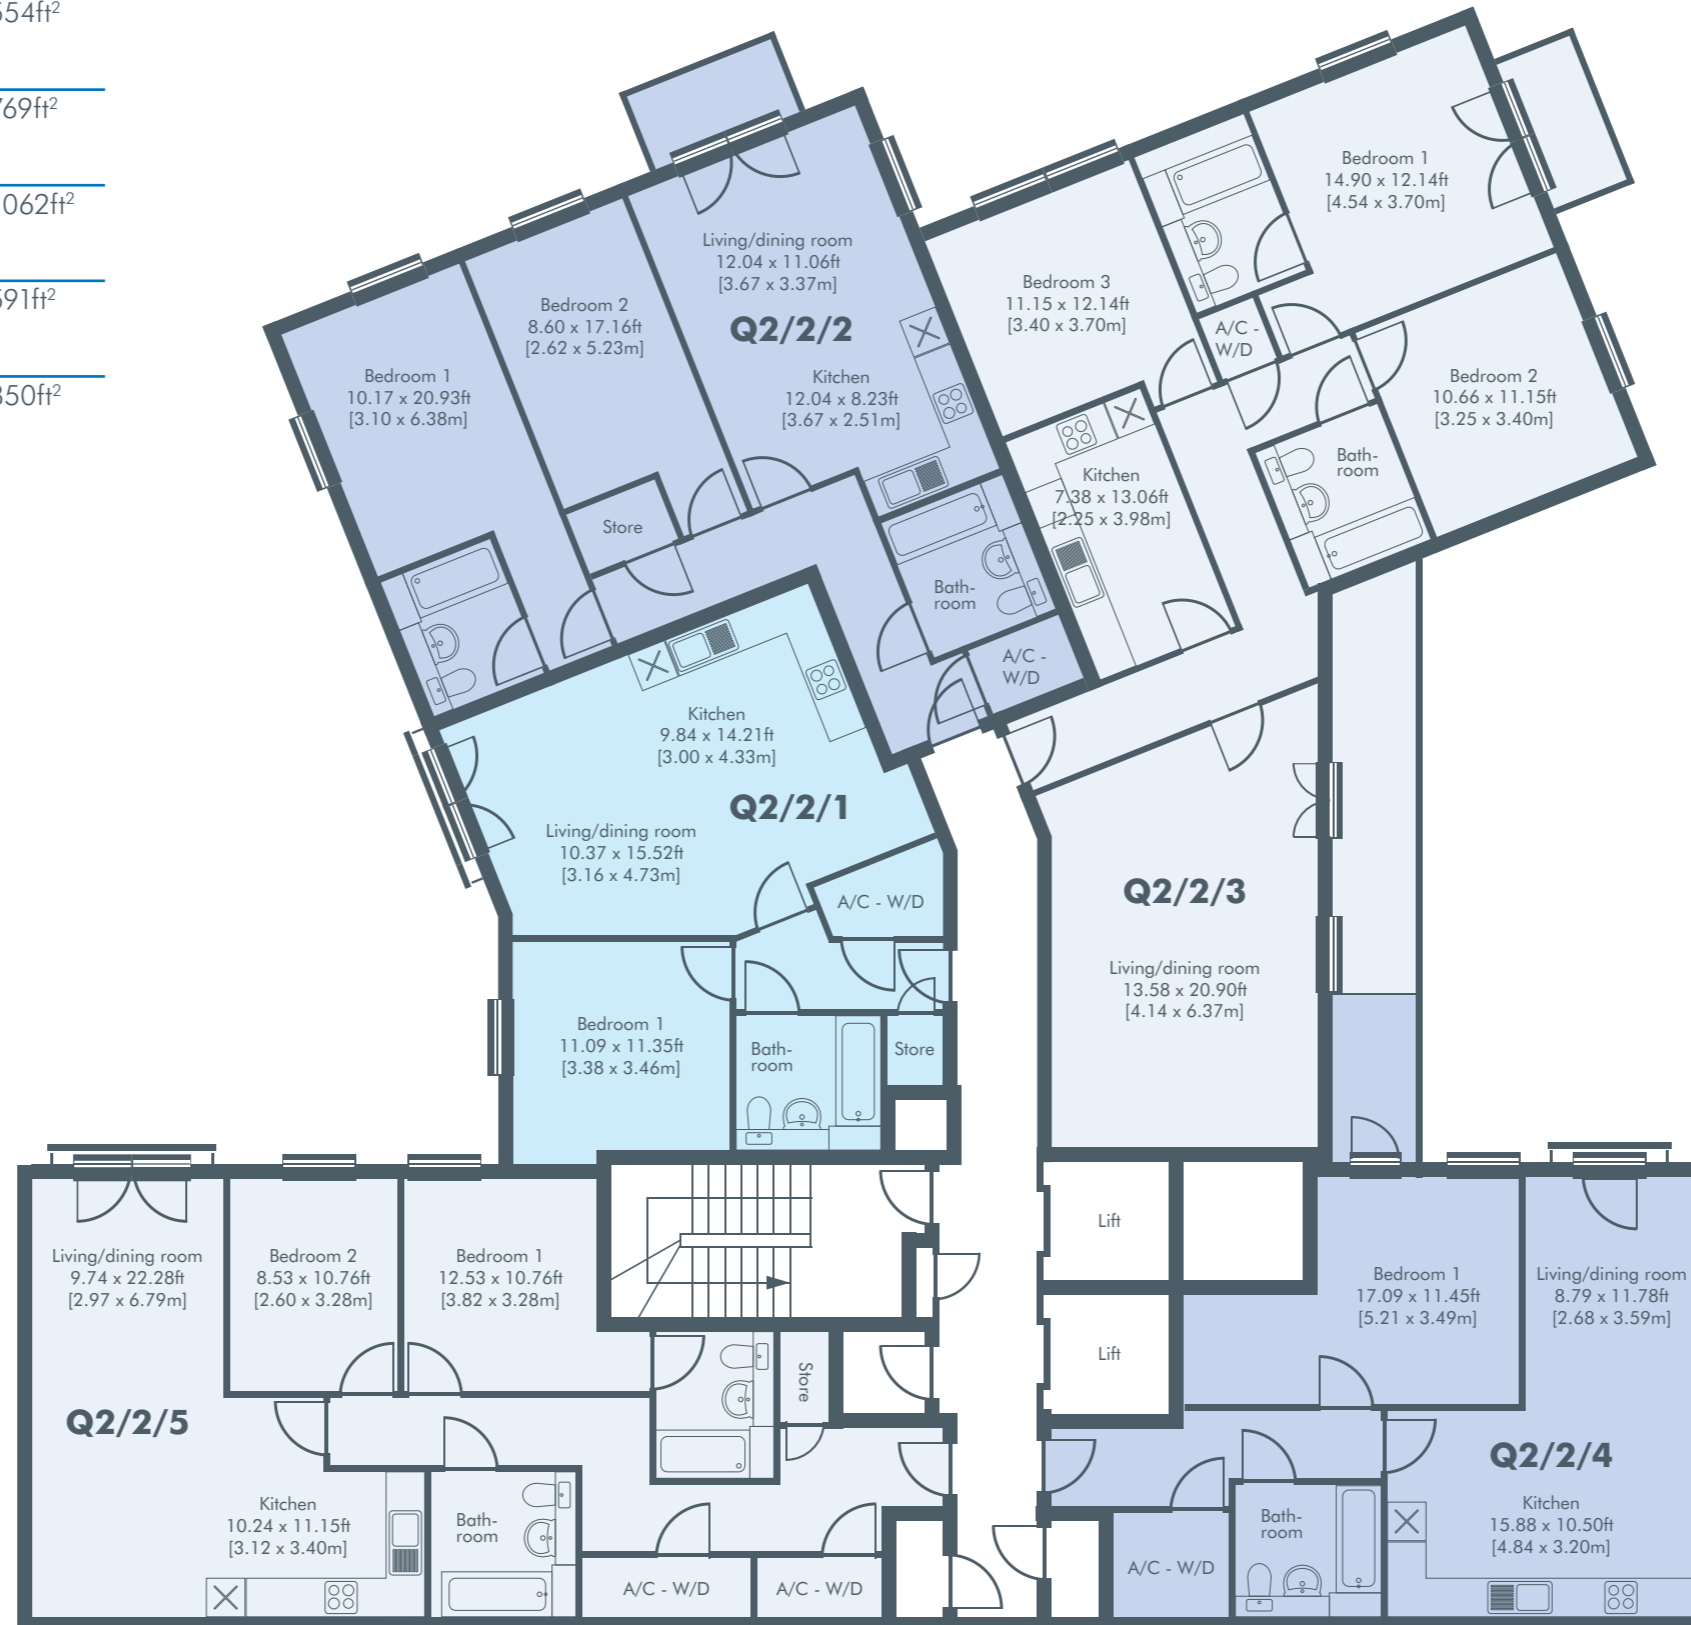 554ft²
769ft²
062ft²
591ft²
850ft²
Bedroom 1
14.90 x 12.14ft
[4.54 x 3.70m]
Living/dining room
12.04 x 11.06ft
[3.67 x 3.37m]
Q2/2/2
Kitchen
12.04 x 8.23ft
[3.67 x 2.51m]
Bedroom 2
8.60 x 17.16ft
[2.62 x 5.23m]
Bedroom 1
10.17 x 20.93ft
[3.10 x 6.38m]
Store
Bath-
room
A/C -
W/D
Bedroom 3
11.15 x 12.14ft
[3.40 x 3.70m]
A/C -
W/D
Bedroom 2
10.66 x 11.15ft
[3.25 x 3.40m]
Bath-
room
Kitchen
7.38 x 13.06ft
[2.25 x 3.98m]
Kitchen
9.84 x 14.21ft
[3.00 x 4.33m]
Q2/2/1
Living/dining room
10.37 x 15.52ft
[3.16 x 4.73m]
A/C - W/D
Q2/2/3
Living/dining room
13.58 x 20.90ft
[4.14 x 6.37m]
Bedroom 1
11.09 x 11.35ft
[3.38 x 3.46m]
Bath-
room
Store
Lift
Lift
Living/dining room
9.74 x 22.28ft
[2.97 x 6.79m]
Bedroom 2
8.53 x 10.76ft
[2.60 x 3.28m]
Bedroom 1
12.53 x 10.76ft
[3.82 x 3.28m]
Store
Q2/2/5
Kitchen
10.24 x 11.15ft
[3.12 x 3.40m]
Bath-
room
A/C - W/D
A/C - W/D
Bedroom 1
17.09 x 11.45ft
[5.21 x 3.49m]
Living/dining room
8.79 x 11.78ft
[2.68 x 3.59m]
Q2/2/4
Kitchen
15.88 x 10.50ft
[4.84 x 3.20m]
Bath-
room
A/C - W/D